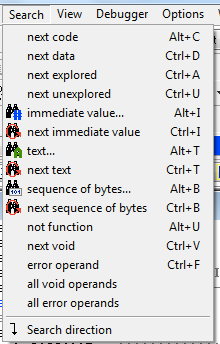 Search View Debugger Options
next code Alt+C
next data Ctrl+D
next explored Ctrl+A
next unexplored Ctrl+U
immediate value... Alt+I
next immediate value Ctrl+I
text... Alt+T
next text Ctrl+T
sequence of bytes... Alt+B
next sequence of bytes Ctrl+B
not function Alt+U
next void Ctrl+V
error operand Ctrl+F
all void operands
all error operands
Search direction